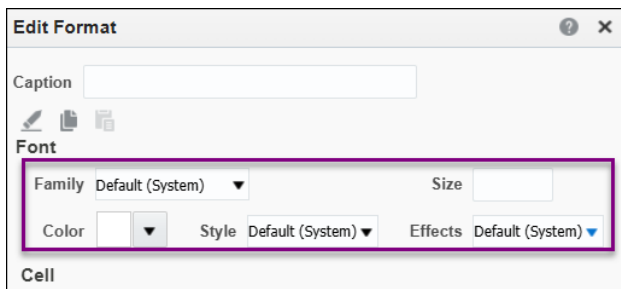 Edit Format
Caption
Font
Family Default (System) Size
Color Style Default (System) Effects Default (System)
Cell